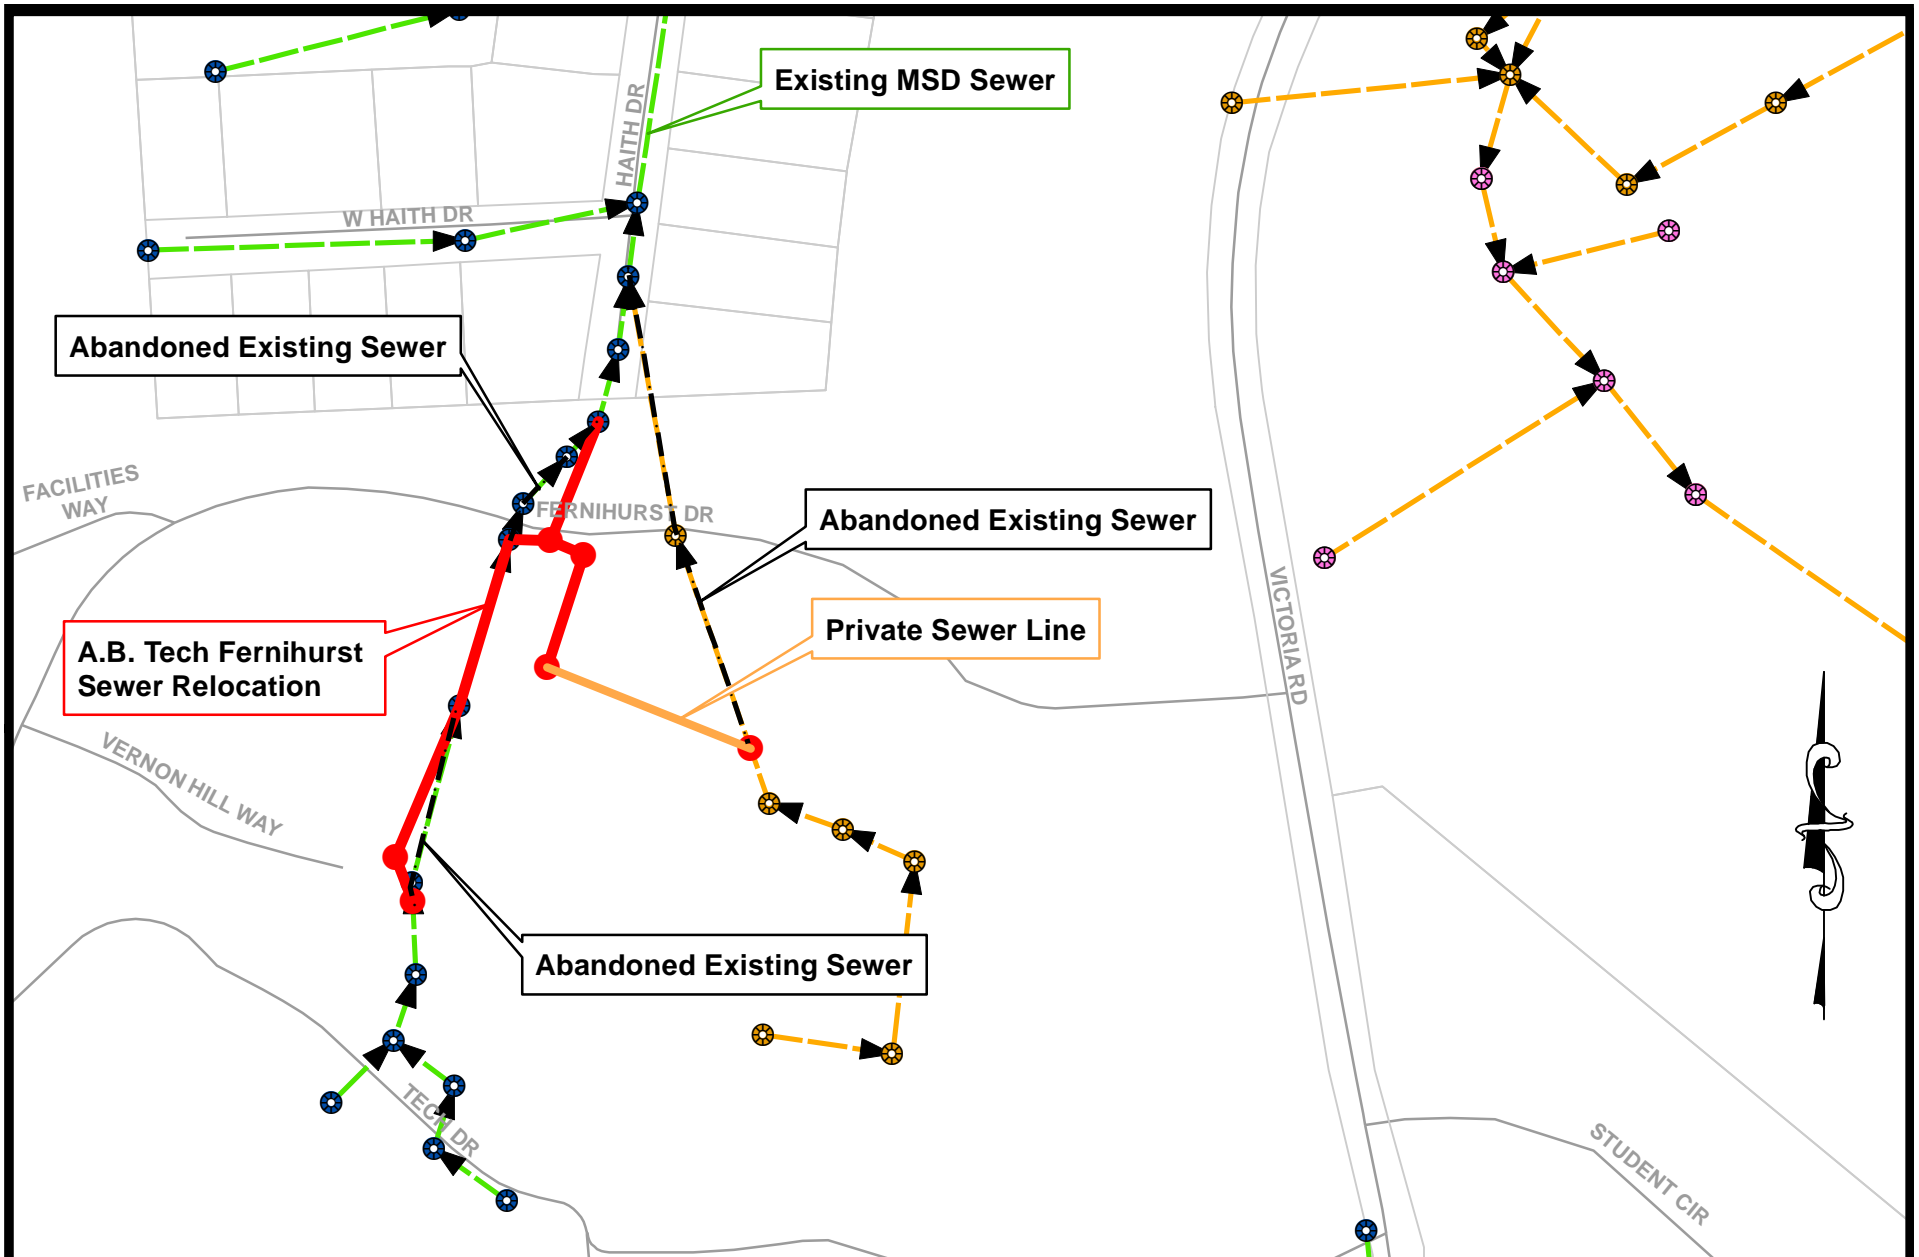 Existing MSD Sewer
HAITH DR
W HAITH DR
Abandoned Existing Sewer
FACILITIES
WAY
FERNIHURST DR
Abandoned Existing Sewer
VICTORIA RD
Private Sewer Line
A.B. Tech Fernihurst
Sewer Relocation
VERNON HILL WAY
Abandoned Existing Sewer
TECH DR
STUDENT CIR